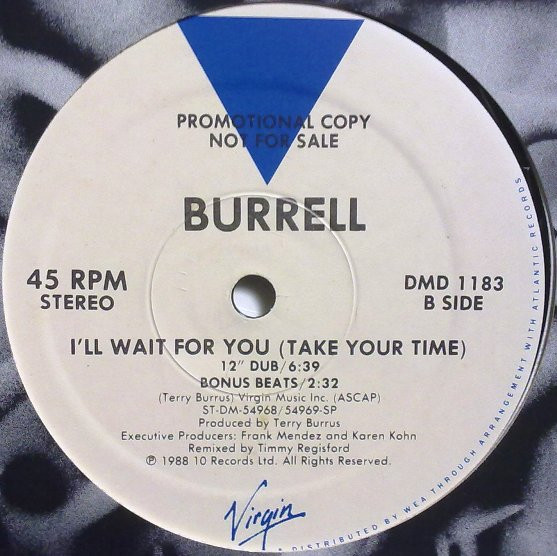 PROMOTIONAL COPY
NOT FOR SALE
BURRELL
45 RPM
STEREO
DMD 1183
B SIDE
I'LL WAIT FOR YOU (TAKE YOUR TIME)
12" DUB/6:39
BONUS BEATS/2:32
(Terry Burrus) Virgin Music Inc. (ASCAP)
ST-DM-54968/54969-SP
Produced by Terry Burrus
Executive Producers: Frank Mendez and Karen Kohn
Remixed by Timmy Regisford
℗ 1988 10 Records Ltd. All Rights Reserved.
Virgin
• DISTRIBUTED BY WEA THROUGH ARRANGEMENT WITH ATLANTIC RECORDS